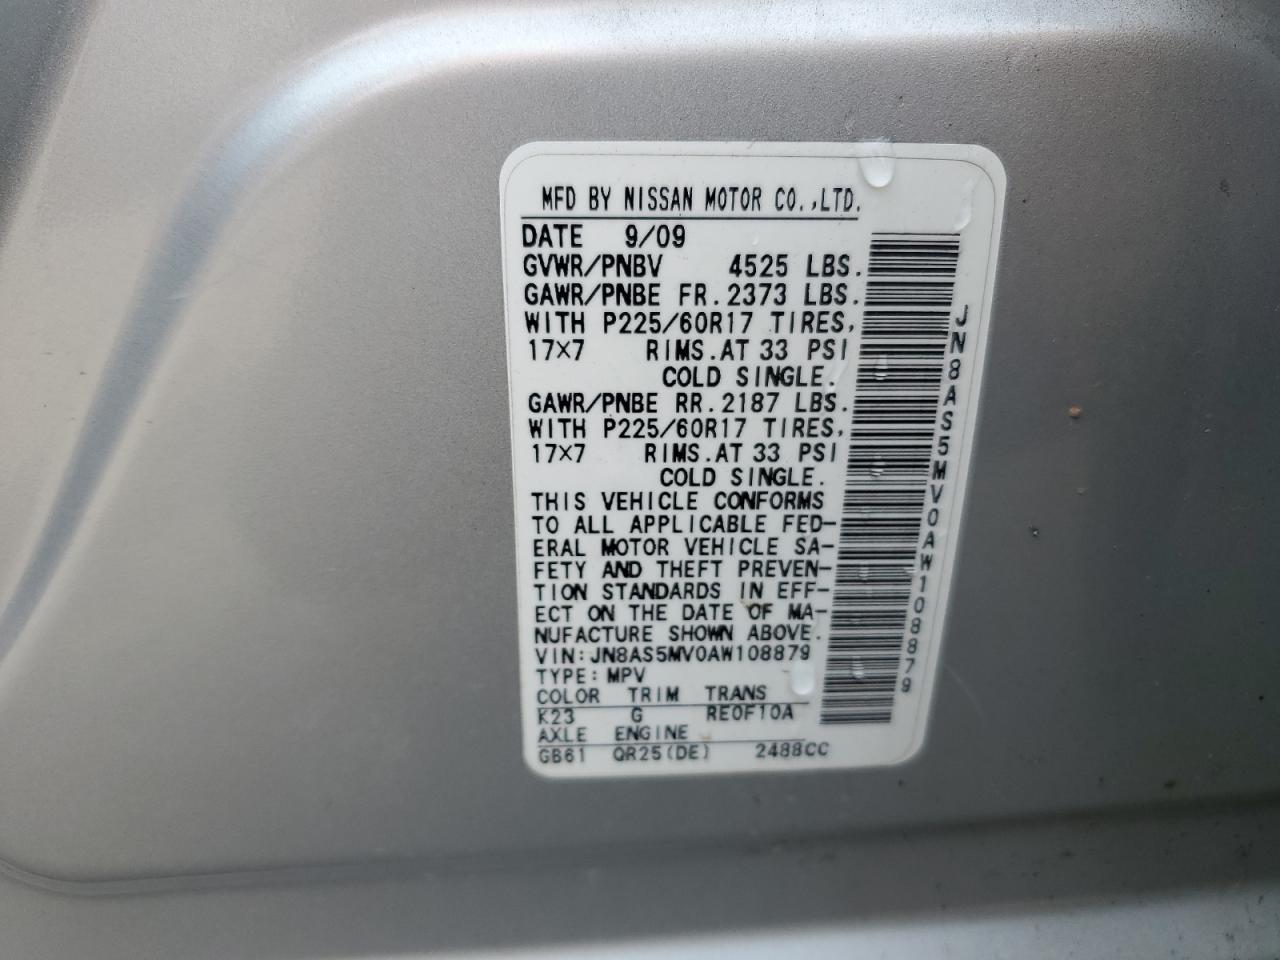 MFD BY NISSAN MOTOR CO.,LTD.
DATE 9/09
GVWR/PNBV 4525 LBS.
GAWR/PNBE FR.2373 LBS.
WITH P225/60R17 TIRES,
17×7 RIMS.AT 33 PSI
COLD SINGLE.
GAWR/PNBE RR.2187 LBS.
WITH P225/60R17 TIRES,
17×7 RIMS.AT 33 PSI
COLD SINGLE.
THIS VEHICLE CONFORMS
TO ALL APPLICABLE FED-
ERAL MOTOR VEHICLE SA-
FETY AND THEFT PREVEN-
TION STANDARDS IN EFF-
ECT ON THE DATE OF MA-
NUFACTURE SHOWN ABOVE.
VIN:JN8AS5MV0AW108879
TYPE:MPV
COLOR TRIM TRANS
K23 G RE0F10A
AXLE ENGINE
GB61 QR25(DE) 2488CC
JN8AS5MV0AW108879